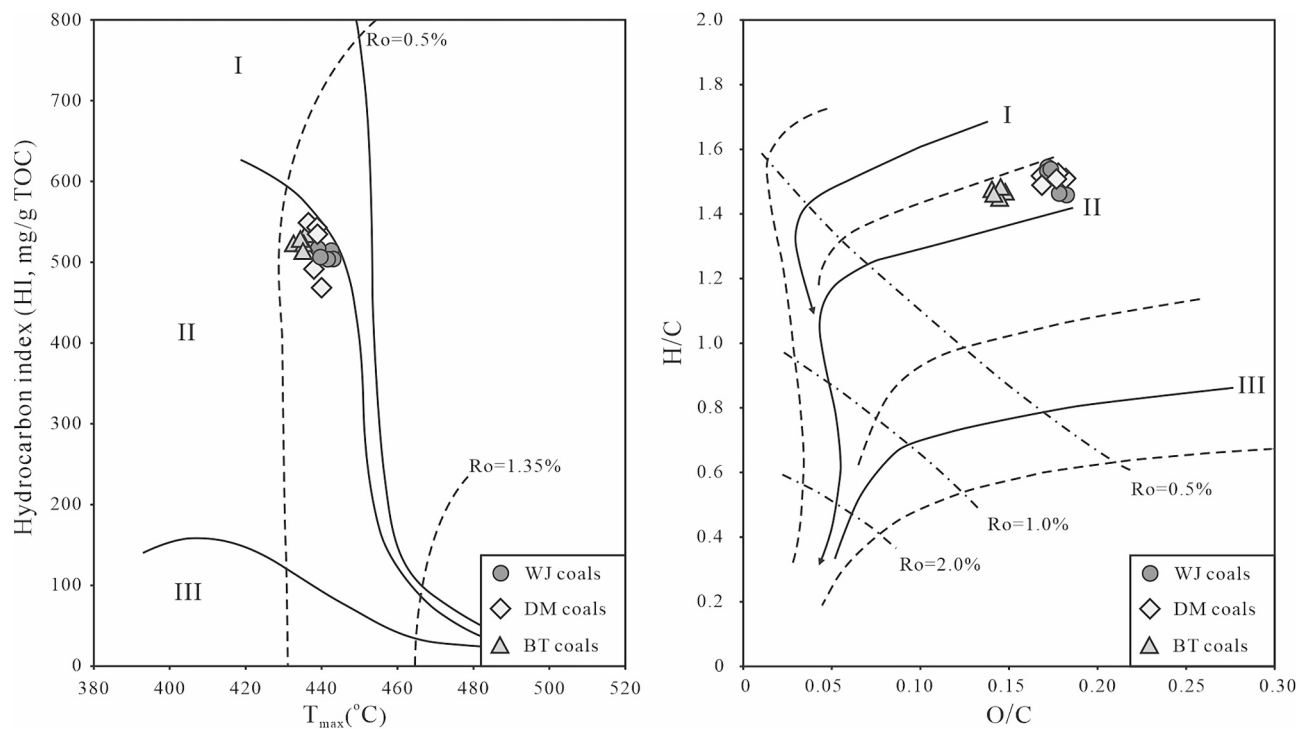 Hydrocarbon index (HI, mg/g TOC)
800
700
600
500
400
300
200
100
0
380 400 420 440 460 480 500 520
Tmax(°C)
I
II
III
Ro=0.5%
Ro=1.35%
WJ coals
DM coals
BT coals
H/C
2.0
1.8
1.6
1.4
1.2
1.0
0.8
0.6
0.4
0.2
0
0 0.05 0.10 0.15 0.20 0.25 0.30
O/C
I
II
III
Ro=0.5%
Ro=1.0%
Ro=2.0%
WJ coals
DM coals
BT coals